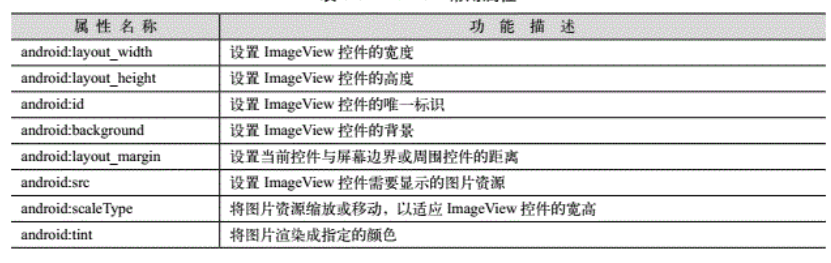 属 性 名 称 功 能 描 述
android:layout_width 设置 ImageView 控件的宽度
android:layout_height 设置 ImageView 控件的高度
android:id 设置 ImageView 控件的唯一标识
android:background 设置 ImageView 控件的背景
android:layout_margin 设置当前控件与屏幕边界或周围控件的距离
android:src 设置 ImageView 控件需要显示的图片资源
android:scaleType 将图片资源缩放或移动，以适应 ImageView 控件的宽高
android:tint 将图片渲染成指定的颜色